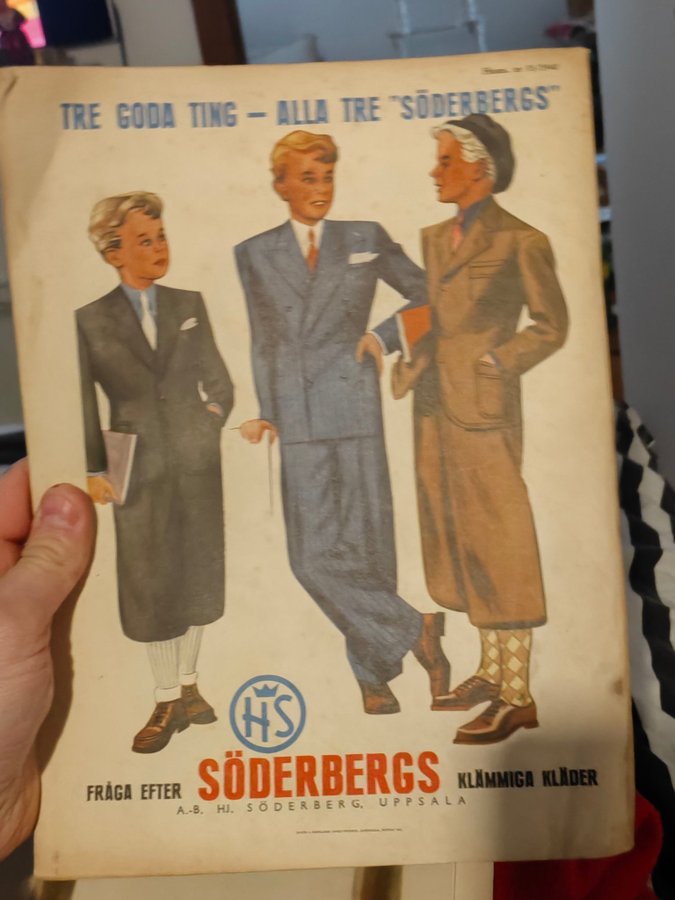 TRE GODA TING – ALLA TRE "SÖDERBERGS"
HS
FRÅGA EFTER SÖDERBERGS KLÄMMIGA KLÄDER
A.-B. HJ. SÖDERBERG, UPPSALA